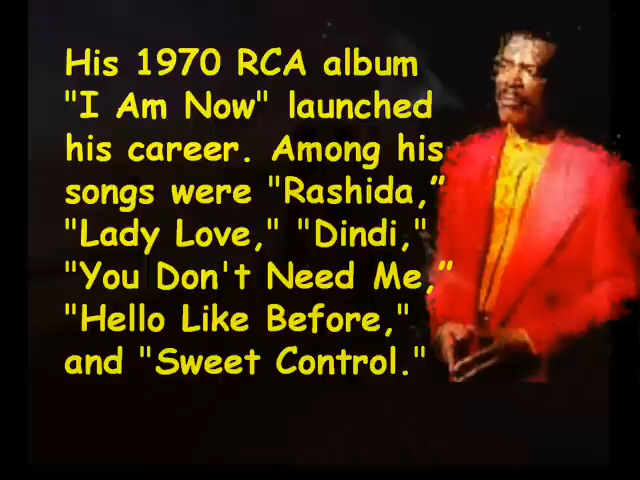 His 1970 RCA album
"I Am Now" launched
his career. Among his
songs were "Rashida,”
"Lady Love," "Dindi,"
"You Don't Need Me,”
"Hello Like Before,"
and "Sweet Control."